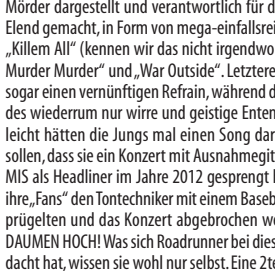 Mörder dargestellt und verantwortlich für d
Elend gemacht, in Form von mega-einfallsrei
„Killem All“ (kennen wir das nicht irgendwo
Murder Murder“ und „War Outside“. Letztere
sogar einen vernünftigen Refrain, während d
des wiederrum nur wirre und geistige Enten
leicht hätten die Jungs mal einen Song dar
sollen, dass sie ein Konzert mit Ausnahmegit
MIS als Headliner im Jahre 2012 gesprengt
ihre „Fans“ den Tontechniker mit einem Baseb
prügelten und das Konzert abgebrochen w
DAUMEN HOCH! Was sich Roadrunner bei dies
dacht hat, wissen sie wohl nur selbst. Eine 2t